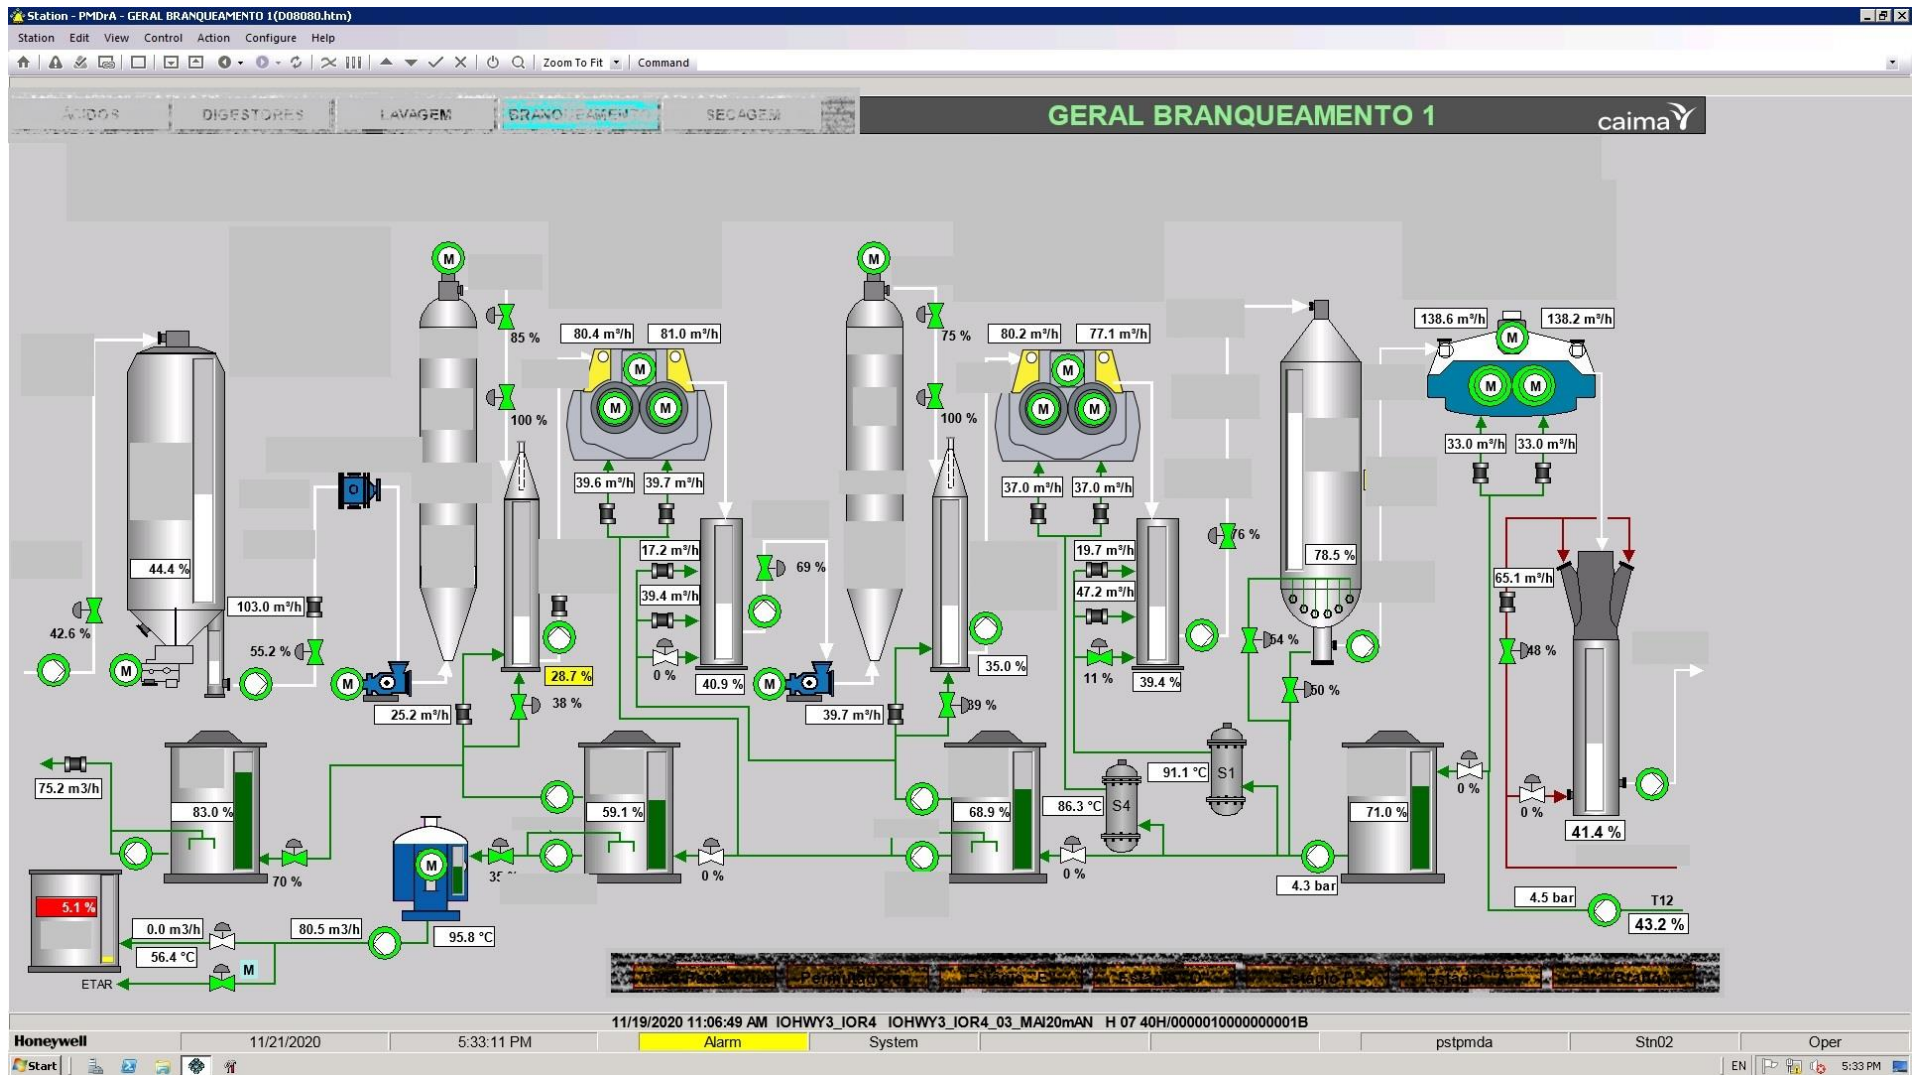 Station - PMDrA - GERAL BRANQUEAMENTO 1(D08080.htm)
Station Edit View Control Action Configure Help
Zoom To Fit Command
ÁCIDOS DIGESTORES LAVAGEM BRANQUEAMENTO SECAGEM
GERAL BRANQUEAMENTO 1
caima
M M
138.6 m³/h 138.2 m³/h
80.4 m³/h 81.0 m³/h 80.2 m³/h 77.1 m³/h
85 % 75 %
M M M
M M M M M M
100 % 100 %
33.0 m³/h 33.0 m³/h
39.6 m³/h 39.7 m³/h 37.0 m³/h 37.0 m³/h
76 %
17.2 m³/h 19.7 m³/h 78.5 %
44.4 % 69 %
65.1 m³/h
39.4 m³/h 47.2 m³/h
103.0 m³/h
42.6 % 54 %
55.2 % 48 %
M 0 % 28.7 % 35.0 % 11 %
M 40.9 % M 39.4 % 50 %
25.2 m³/h 38 % 39.7 m³/h 39 %
91.1 °C S1
75.2 m3/h 0 %
86.3 °C S4
83.0 % 59.1 % 68.9 % 71.0 % 0 %
41.4 %
M
70 % 35 % 0 % 0 %
4.3 bar
4.5 bar T12
5.1 % 43.2 %
0.0 m3/h 80.5 m3/h 95.8 °C
56.4 °C
M
ETAR
11/19/2020 11:06:49 AM IOHWY3_IOR4 IOHWY3_IOR4_03_MAI20mAN H 07 40H/0000010000000001B
Honeywell 11/21/2020 5:33:11 PM Alarm System pstpmda Stn02 Oper
Start EN 5:33 PM